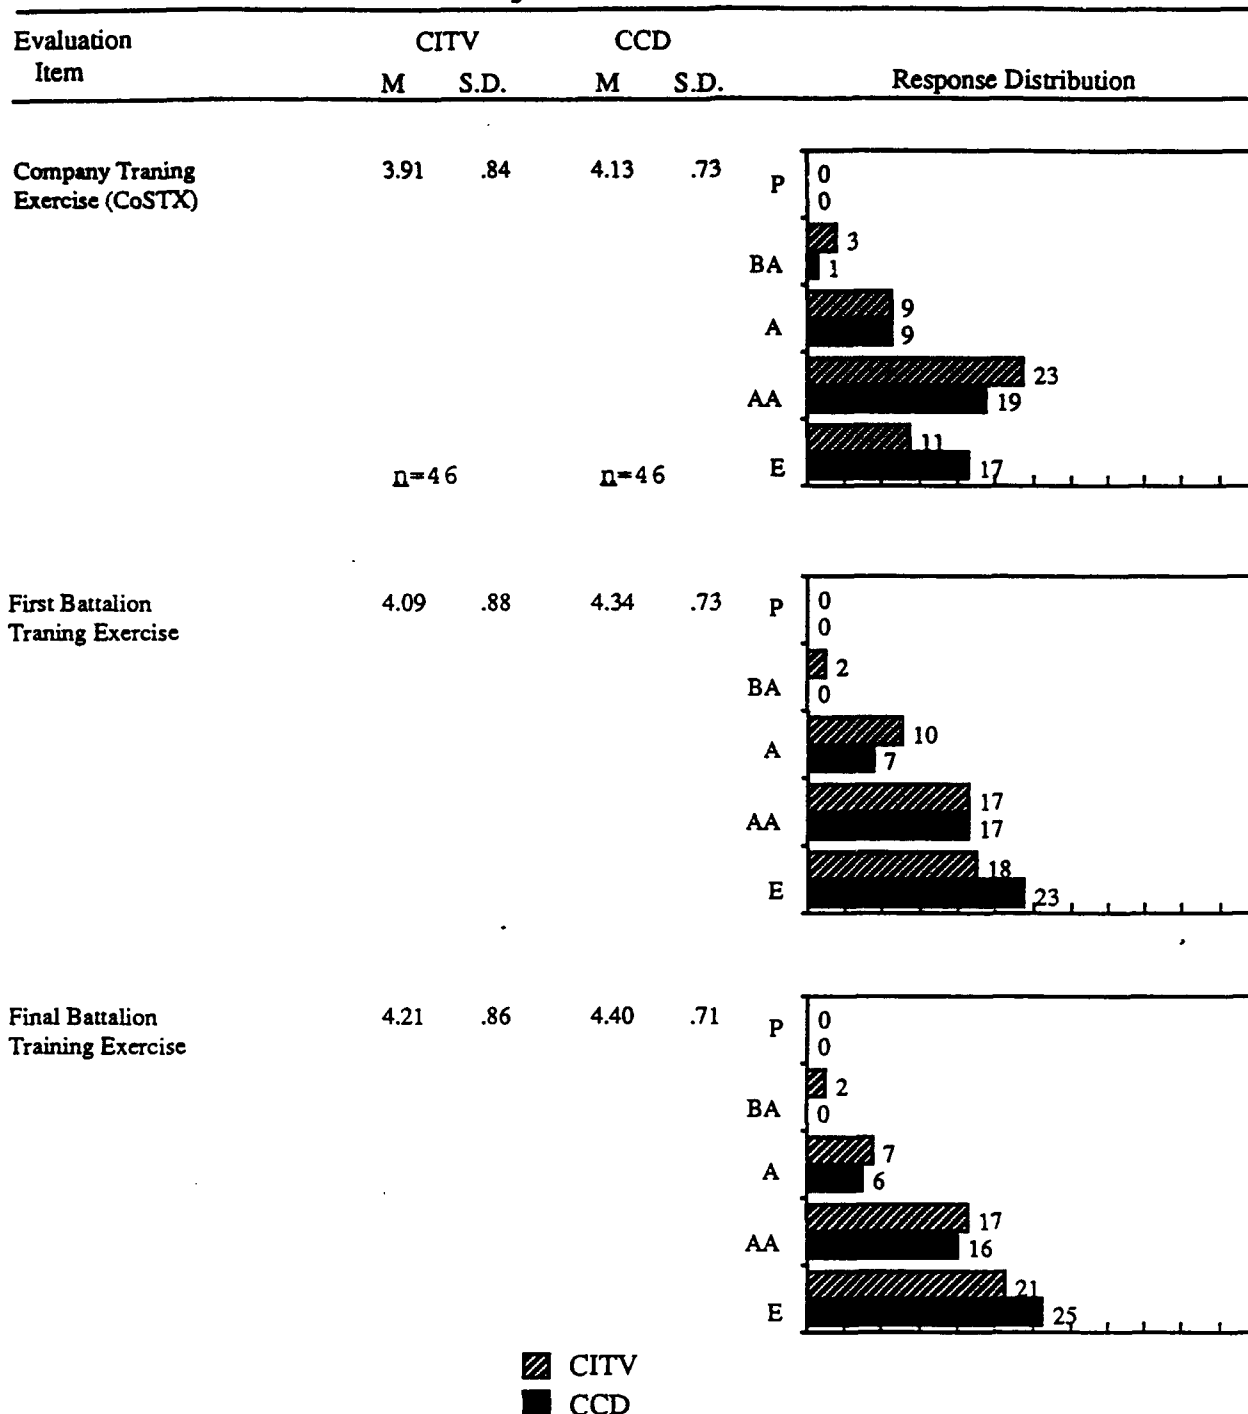 Evaluation CITV CCD
Item M S.D. M S.D. Response Distribution
Company Traning 3.91 .84 4.13 .73 P 0
Exercise (CoSTX) 0
BA 3
1
A 9
9
AA 23
19
11
n=46 n=46 E 17
First Battalion 4.09 .88 4.34 .73 P 0
Traning Exercise 0
BA 2
0
A 10
7
AA 17
17
18
E 23
Final Battalion 4.21 .86 4.40 .71 P 0
Training Exercise 0
BA 2
0
A 7
6
AA 17
16
21
E 25
CITV
CCD